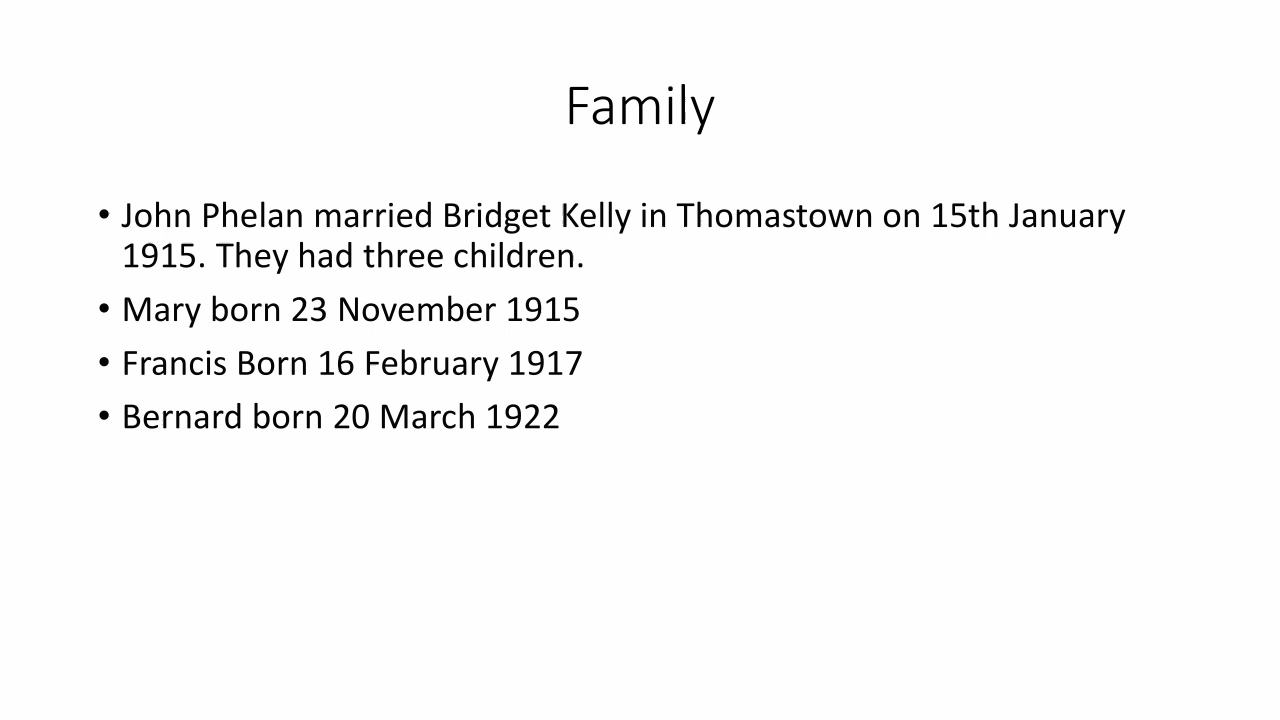 Family
• John Phelan married Bridget Kelly in Thomastown on 15th January
1915. They had three children.
• Mary born 23 November 1915
• Francis Born 16 February 1917
• Bernard born 20 March 1922